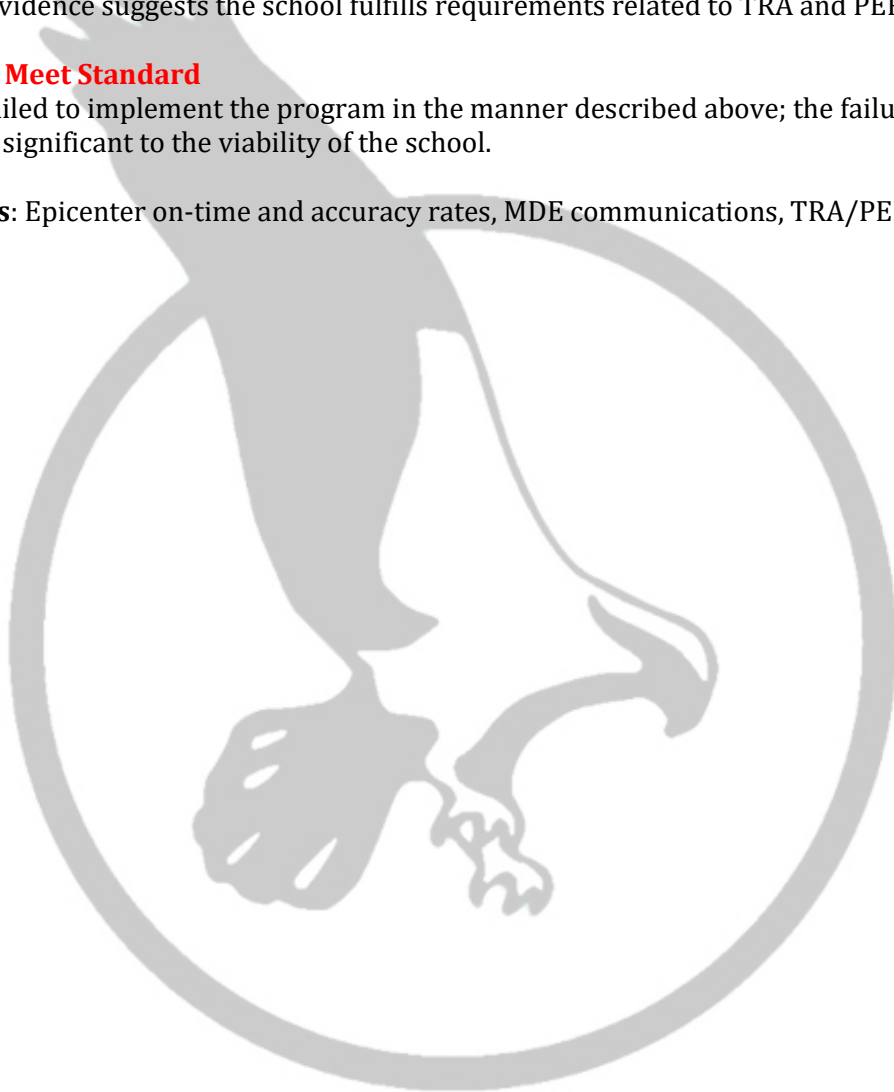 vidence suggests the school fulfills requirements related to TRA and PE
Meet Standard
iled to implement the program in the manner described above; the failu
significant to the viability of the school.
s: Epicenter on-time and accuracy rates, MDE communications, TRA/PE